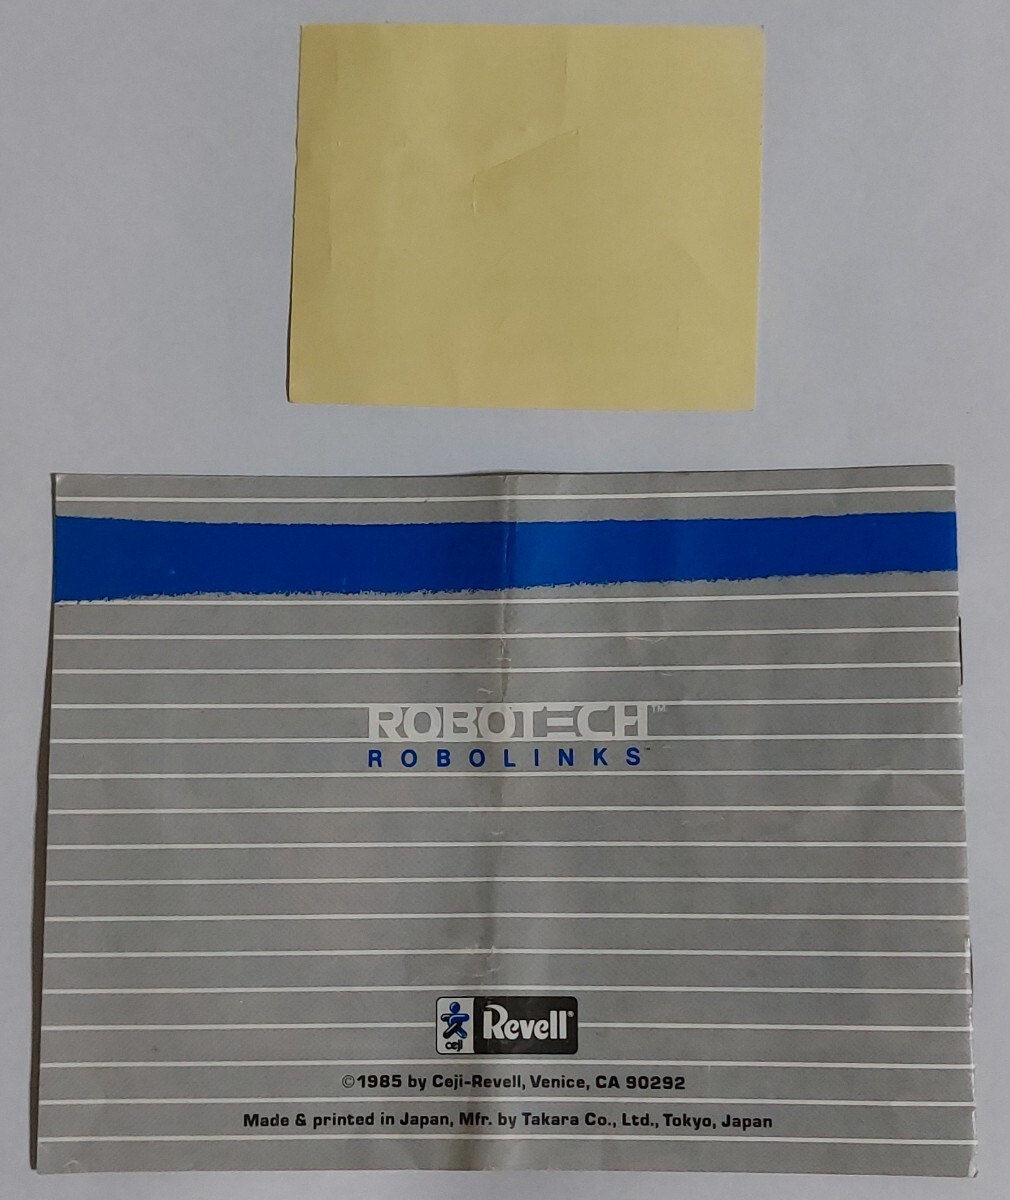 ROBOTECH™
ROBOLINKS™
ceji Revell®
©1985 by Ceji-Revell, Venice, CA 90292
Made & printed in Japan, Mfr. by Takara Co., Ltd., Tokyo, Japan